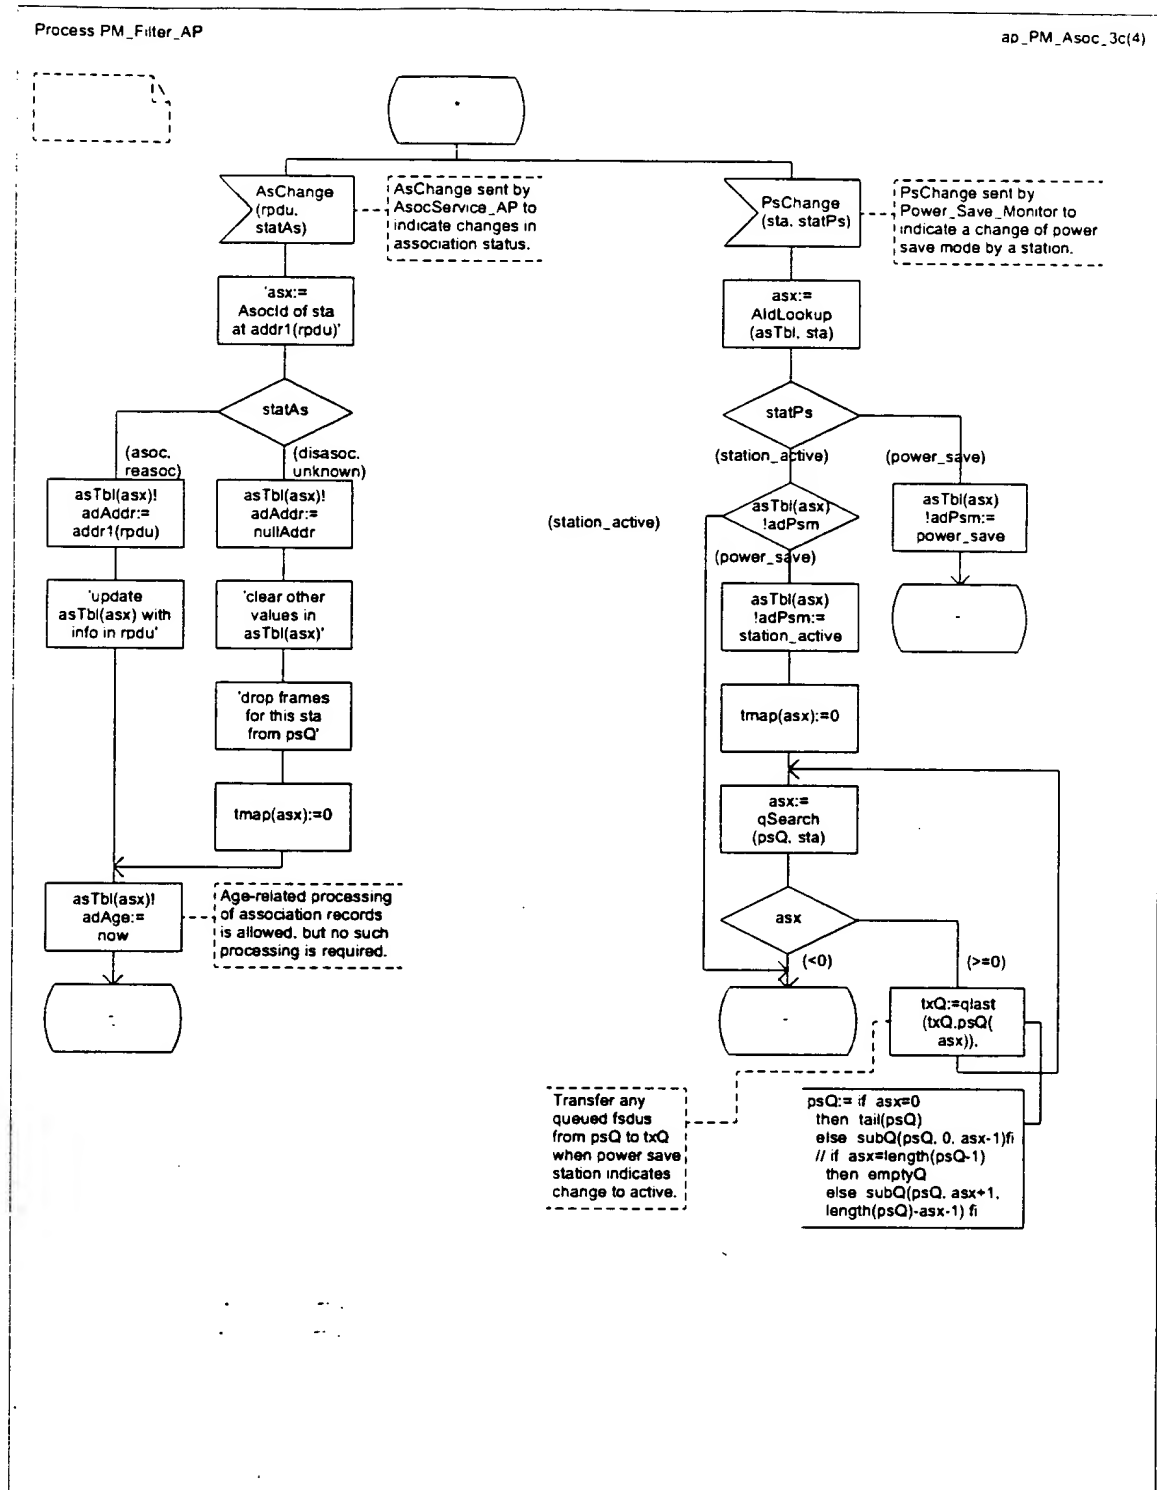 Process PM_Filter_AP
ap_PM_Asoc_3c(4)
*
AsChange
(rpdu.
statAs)
AsChange sent by
AsocService_AP to
indicate changes in
association status.
'asx:=
AsocId of sta
at addr1(rpdu)'
statAs
(asoc.
reasoc)
(disasoc.
unknown)
asTbl(asx)!
adAddr:=
addr1(rpdu)
asTbl(asx)!
adAddr:=
nullAddr
'update
asTbl(asx) with
info in rpdu'
'clear other
values in
asTbl(asx)'
'drop frames
for this sta
from psQ'
tmap(asx):=0
asTbl(asx)!
adAge:=
now
Age-related processing
of association records
is allowed, but no such
processing is required.
-
PsChange
(sta. statPs)
PsChange sent by
Power_Save_Monitor to
indicate a change of power
save mode by a station.
asx:=
AIdLookup
(asTbl, sta)
statPs
(station_active)
(power_save)
asTbl(asx)
!adPsm
(station_active)
(power_save)
asTbl(asx)
!adPsm:=
power_save
-
asTbl(asx)
!adPsm:=
station_active
tmap(asx):=0
asx:=
qSearch
(psQ. sta)
asx
(<0)
(>=0)
-
txQ:=qlast
(txQ.psQ(
asx)).
Transfer any
queued fsdus
from psQ to txQ
when power save
station indicates
change to active.
psQ:= if asx=0
then tail(psQ)
else subQ(psQ. 0, asx-1)fi
// if asx=length(psQ-1)
then emptyQ
else subQ(psQ, asx+1.
length(psQ)-asx-1) fi